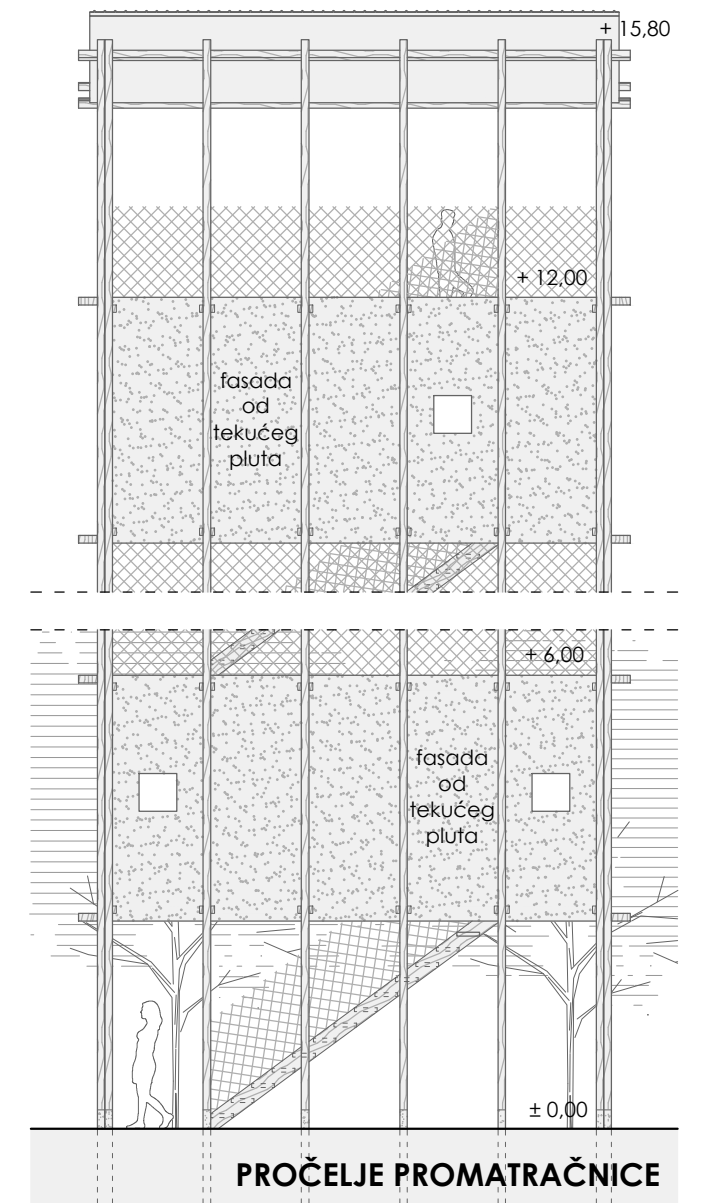 + 15,80
+ 12,00
fasada
od
tekućeg
pluta
+ 6,00
fasada
od
tekućeg
pluta
± 0,00
PROČELJE PROMATRAČNICE